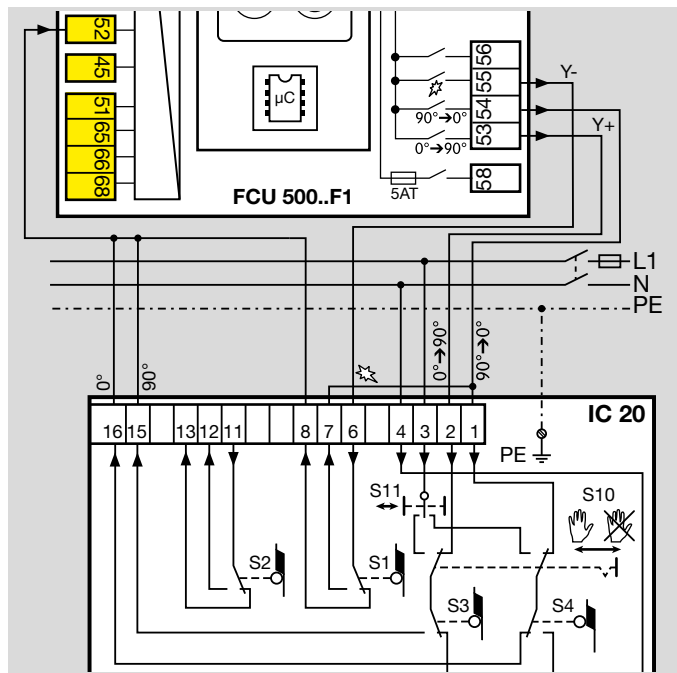 52
45
51
65
66
68
µC
56
55
54
53
58
90°→0°
0°→90°
5AT
Y-
Y+
FCU 500..F1
L1
N
PE
0°
90°
0°→90°
90°→0°
IC 20
16 15 13 12 11 8 7 6 4 3 2 1
PE
S11
S10
S2
S1
S3
S4